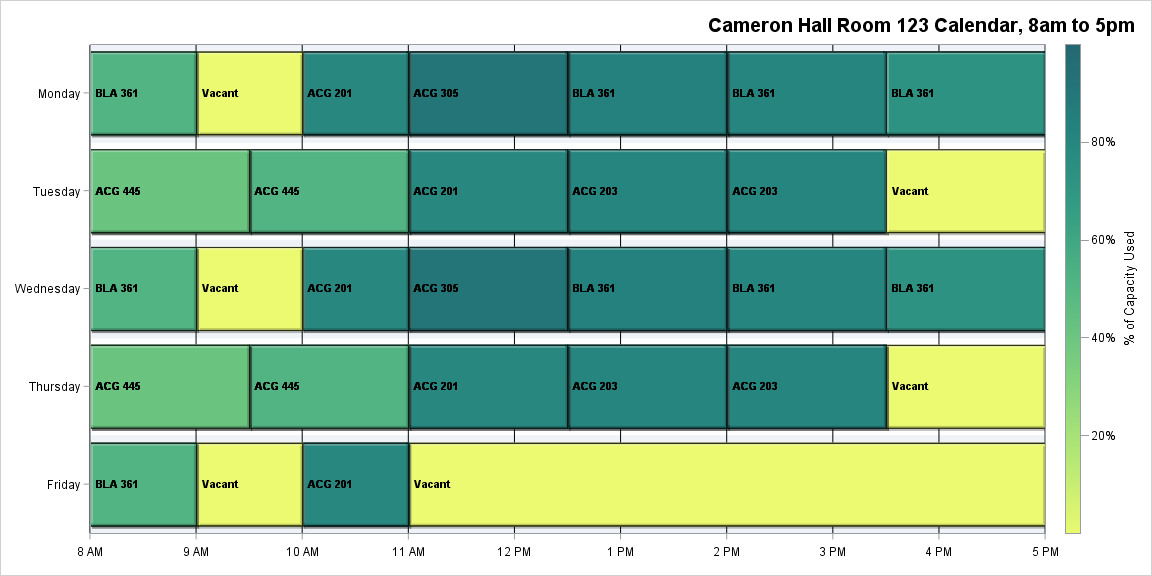 Cameron Hall Room 123 Calendar, 8am to 5pm
Monday
BLA 361
Vacant
ACG 201
ACG 305
BLA 361
BLA 361
BLA 361
Tuesday
ACG 445
ACG 445
ACG 201
ACG 203
ACG 203
Vacant
Wednesday
BLA 361
Vacant
ACG 201
ACG 305
BLA 361
BLA 361
BLA 361
Thursday
ACG 445
ACG 445
ACG 201
ACG 203
ACG 203
Vacant
Friday
BLA 361
Vacant
ACG 201
Vacant
8 AM
9 AM
10 AM
11 AM
12 PM
1 PM
2 PM
3 PM
4 PM
5 PM
80%
60%
40%
20%
% of Capacity Used